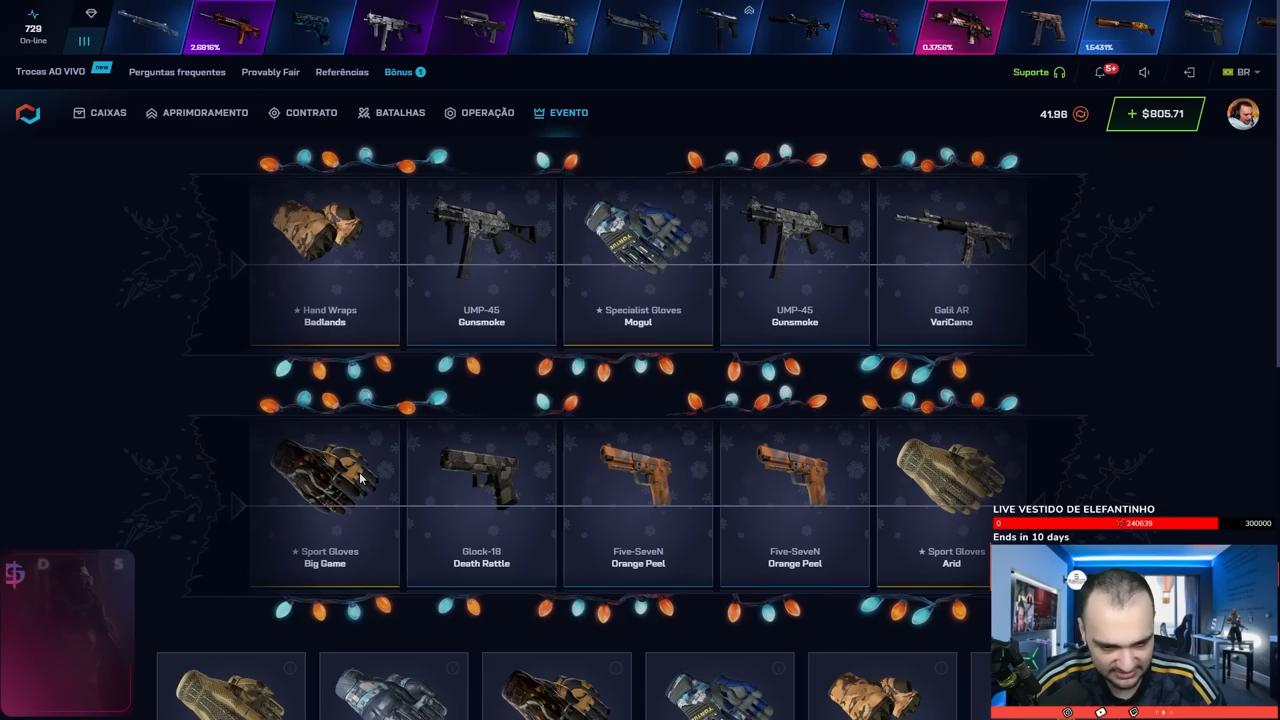 729
On-line
2.6816%
0.3756%
1.5431%
Trocas AO VIVO new Perguntas frequentes Provably Fair Referências Bônus 1
Suporte 5+ BR
CAIXAS APRIMORAMENTO CONTRATO BATALHAS OPERAÇÃO EVENTO
41.96 + $805.71
★ Hand Wraps
Badlands
UMP-45
Gunsmoke
★ Specialist Gloves
Mogul
UMP-45
Gunsmoke
Galil AR
VariCamo
★ Sport Gloves
Big Game
Glock-18
Death Rattle
Five-SeveN
Orange Peel
Five-SeveN
Orange Peel
★ Sport Gloves
Arid
LIVE VESTIDO DE ELEFANTINHO
0 240639 300000
Ends in 10 days
D S